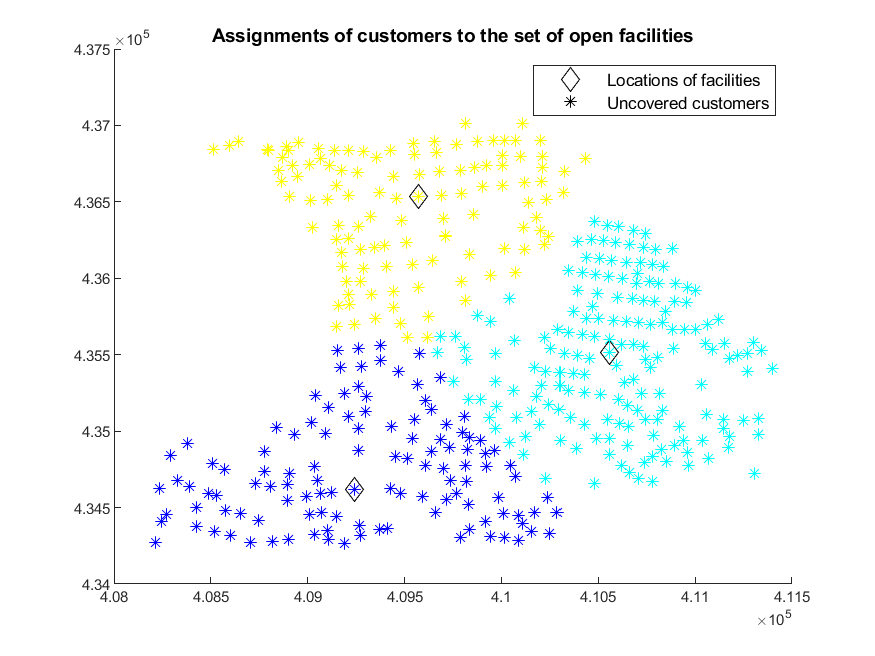 Assignments of customers to the set of open facilities
×10^5
4.375
4.37
4.365
4.36
4.355
4.35
4.345
4.34
Locations of facilities
Uncovered customers
4.08 4.085 4.09 4.095 4.1 4.105 4.11 4.115
×10^5